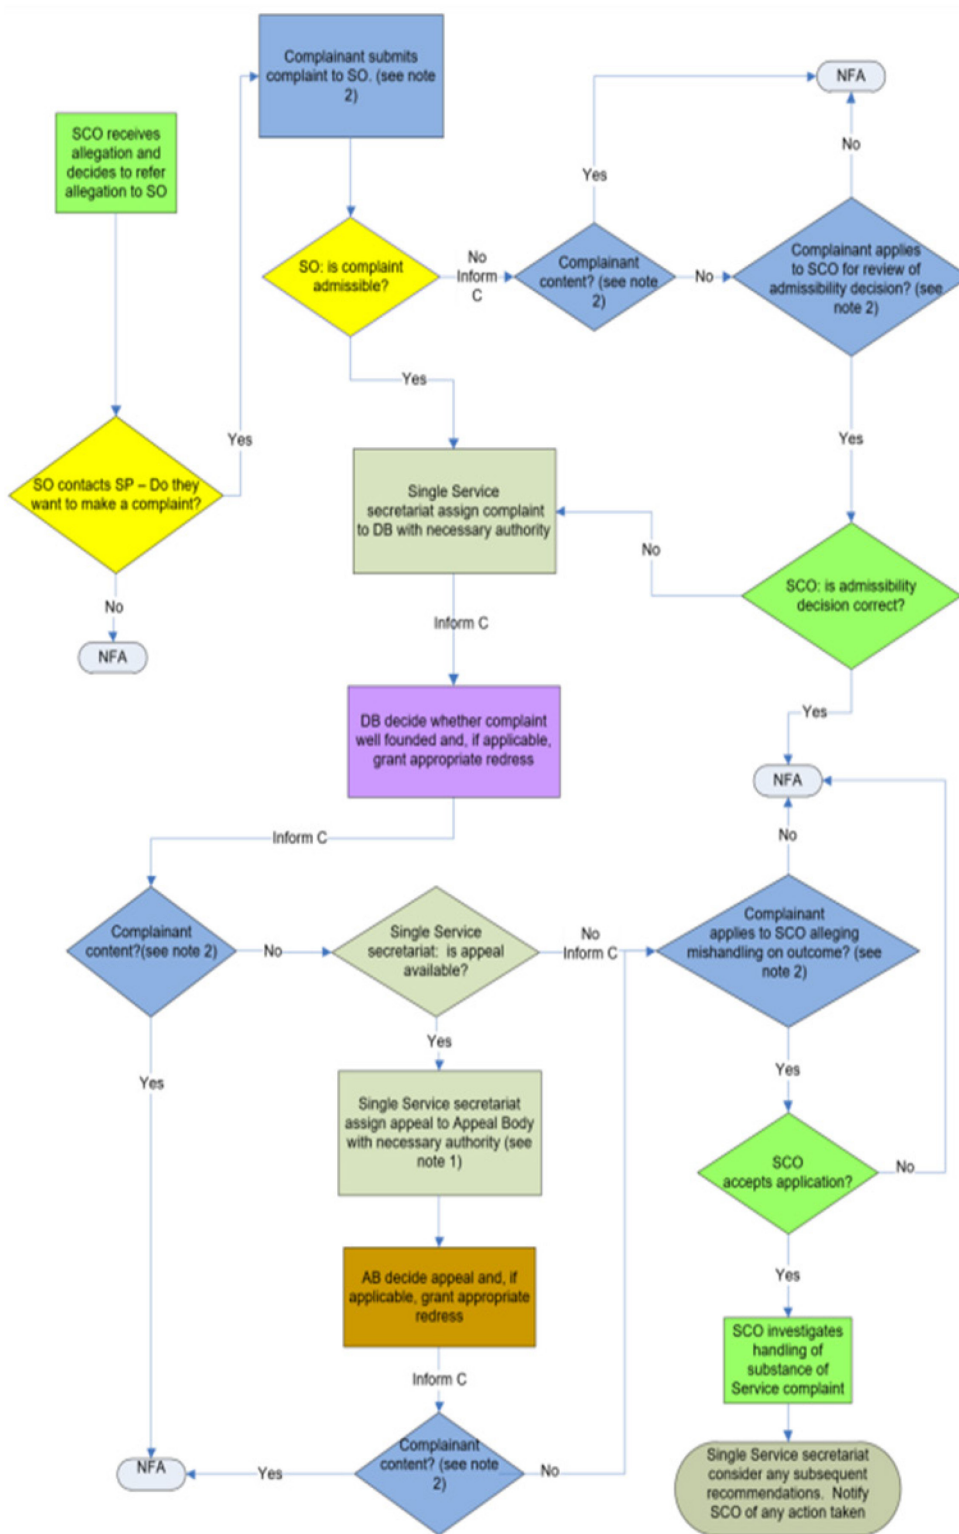 Complainant submits
complaint to SO. (see note
2)
NFA
SCO receives
allegation and
decides to refer
allegation to SO
No
Yes
SO: is complaint
admissible?
No
Inform
C
Complainant
content? (see note
2)
No
Complainant applies
to SCO for review of
admissibility decision? (see
note 2)
Yes
Yes
Yes
SO contacts SP – Do they
want to make a complaint?
Single Service
secretariat assign complaint
to DB with necessary authority
No
SCO: is admissibility
decision correct?
No
Inform C
NFA
DB decide whether complaint
well founded and, if applicable,
grant appropriate redress
Yes
NFA
Inform C
No
Complainant
content?(see note 2)
No
Single Service
secretariat: is appeal
available?
No
Inform C
Complainant
applies to SCO alleging
mishandling on outcome? (see
note 2)
Yes
Yes
Yes
Single Service secretariat
assign appeal to Appeal Body
with necessary authority (see
note 1)
SCO
accepts application?
No
AB decide appeal and, if
applicable, grant appropriate
redress
Yes
SCO investigates
handling of
substance of
Service complaint
Inform C
NFA
Yes
Complainant
content? (see note
2)
No
Single Service secretariat
consider any subsequent
recommendations. Notify
SCO of any action taken